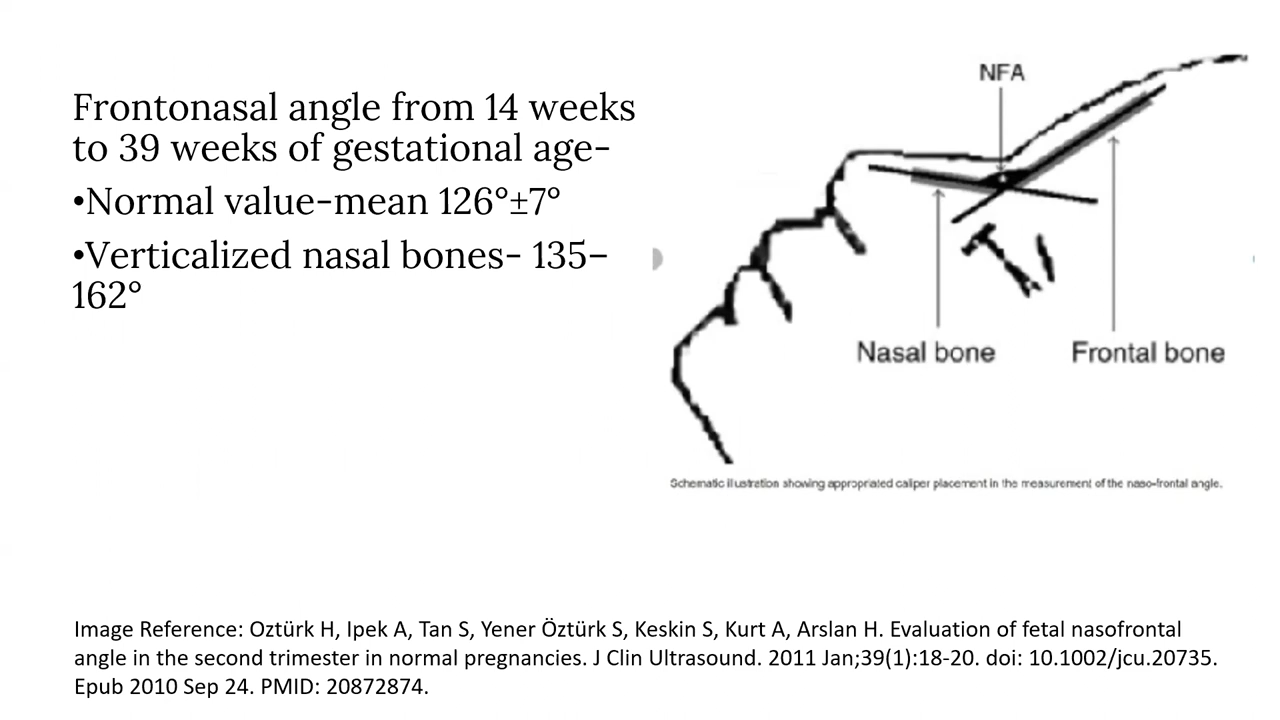 Frontonasal angle from 14 weeks
to 39 weeks of gestational age-
•Normal value-mean 126°±7°
•Verticalized nasal bones- 135–
162°
NFA
Nasal bone
Frontal bone
Schematic illustration showing appropriated caliper placement in the measurement of the naso-frontal angle.
Image Reference: Oztürk H, Ipek A, Tan S, Yener Öztürk S, Keskin S, Kurt A, Arslan H. Evaluation of fetal nasofrontal
angle in the second trimester in normal pregnancies. J Clin Ultrasound. 2011 Jan;39(1):18-20. doi: 10.1002/jcu.20735.
Epub 2010 Sep 24. PMID: 20872874.